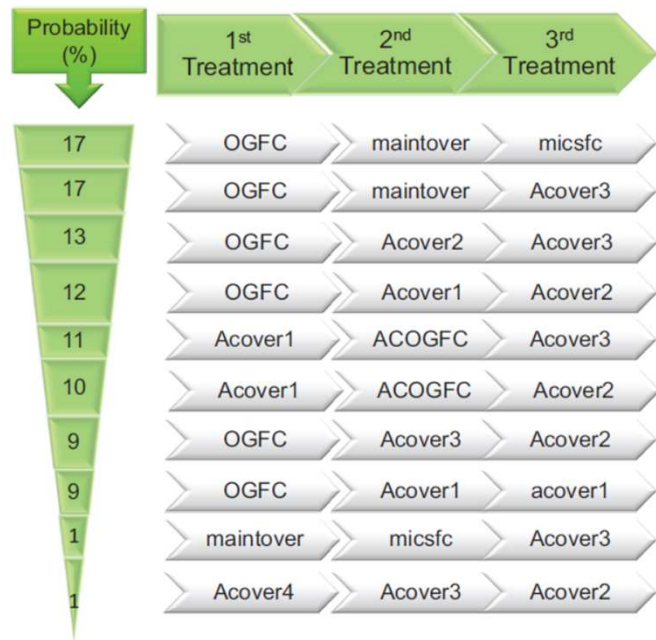 Probability
(%)
1st
Treatment
2nd
Treatment
3rd
Treatment
17 OGFC maintover micsfc
17 OGFC maintover Acover3
13 OGFC Acover2 Acover3
12 OGFC Acover1 Acover2
11 Acover1 ACOGFC Acover3
10 Acover1 ACOGFC Acover2
9 OGFC Acover3 Acover2
9 OGFC Acover1 acover1
1 maintover micsfc Acover3
1 Acover4 Acover3 Acover2